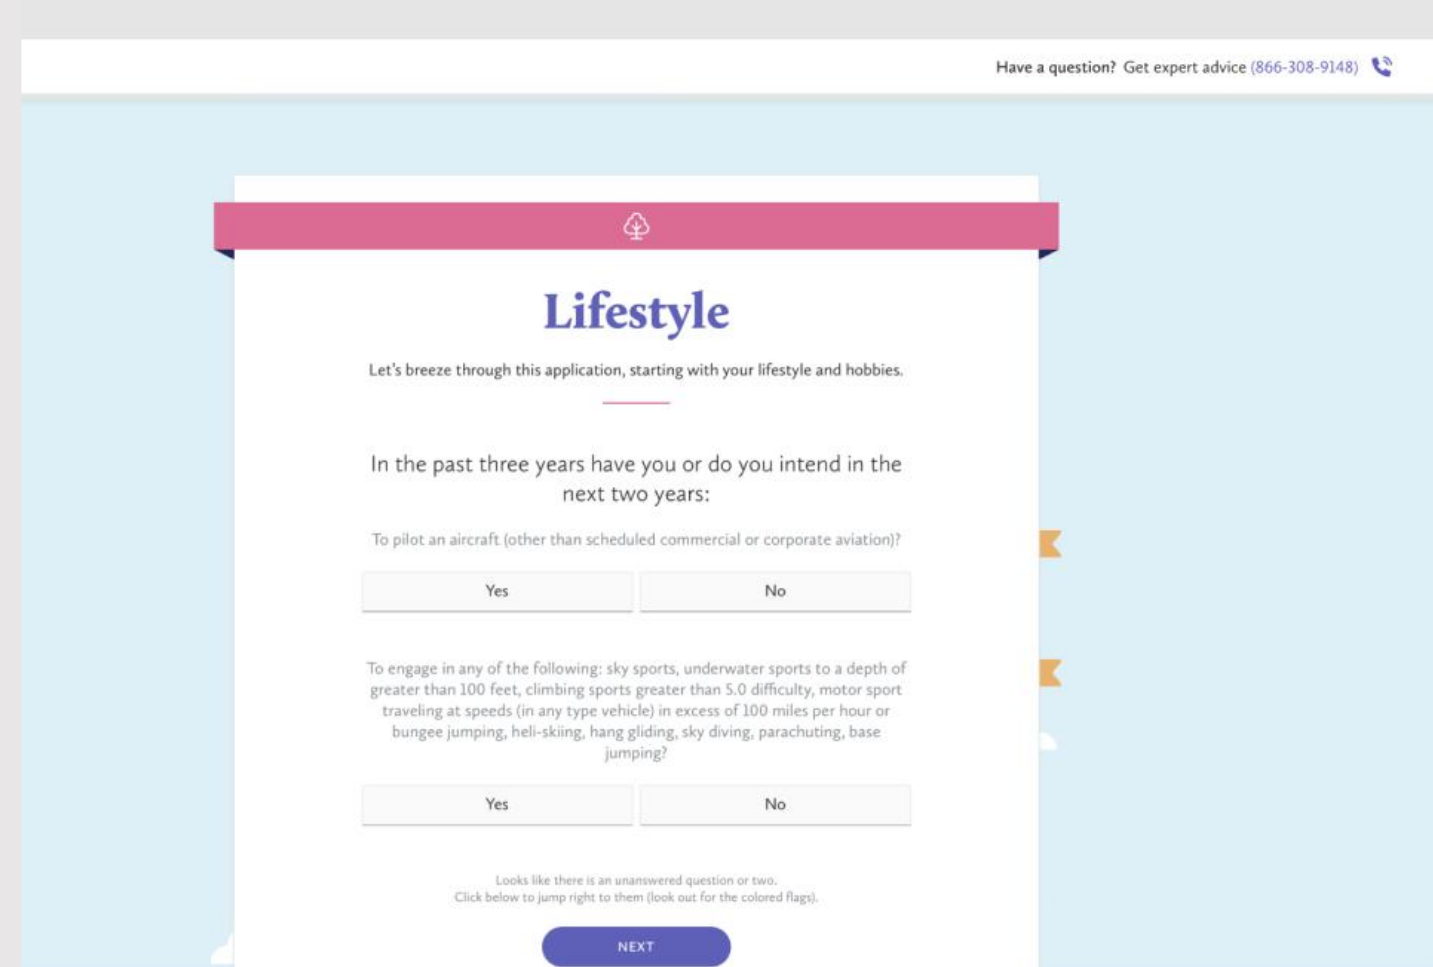 Have a question? Get expert advice (866-308-9148)
Lifestyle
Let's breeze through this application, starting with your lifestyle and hobbies.
In the past three years have you or do you intend in the
next two years:
To pilot an aircraft (other than scheduled commercial or corporate aviation)?
Yes No
To engage in any of the following: sky sports, underwater sports to a depth of
greater than 100 feet, climbing sports greater than 5.0 difficulty, motor sport
traveling at speeds (in any type vehicle) in excess of 100 miles per hour or
bungee jumping, heli-skiing, hang gliding, sky diving, parachuting, base
jumping?
Yes No
Looks like there is an unanswered question or two.
Click below to jump right to them (look out for the colored flags).
NEXT